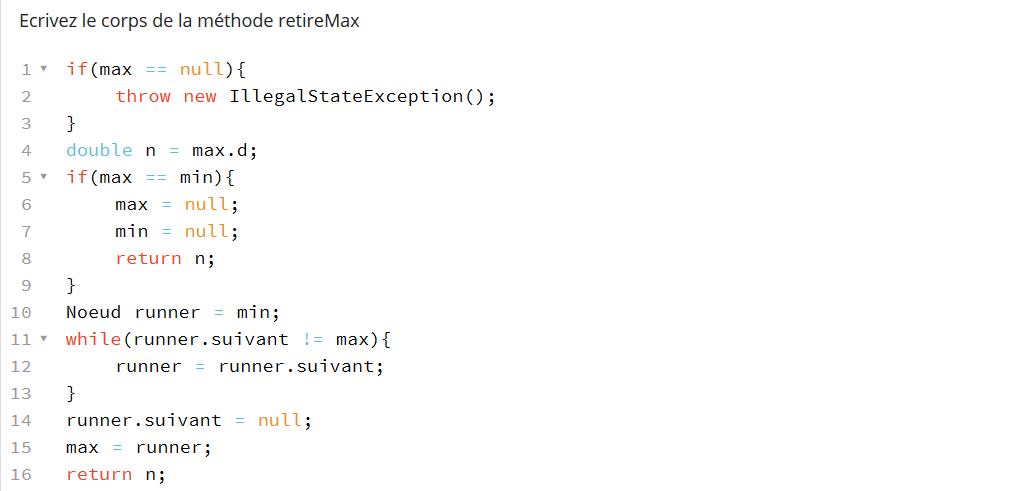 Ecrivez le corps de la méthode retireMax
1 ▾ if(max == null){
2 throw new IllegalStateException();
3 }
4 double n = max.d;
5 ▾ if(max == min){
6 max = null;
7 min = null;
8 return n;
9 }
10 Noeud runner = min;
11 ▾ while(runner.suivant != max){
12 runner = runner.suivant;
13 }
14 runner.suivant = null;
15 max = runner;
16 return n;